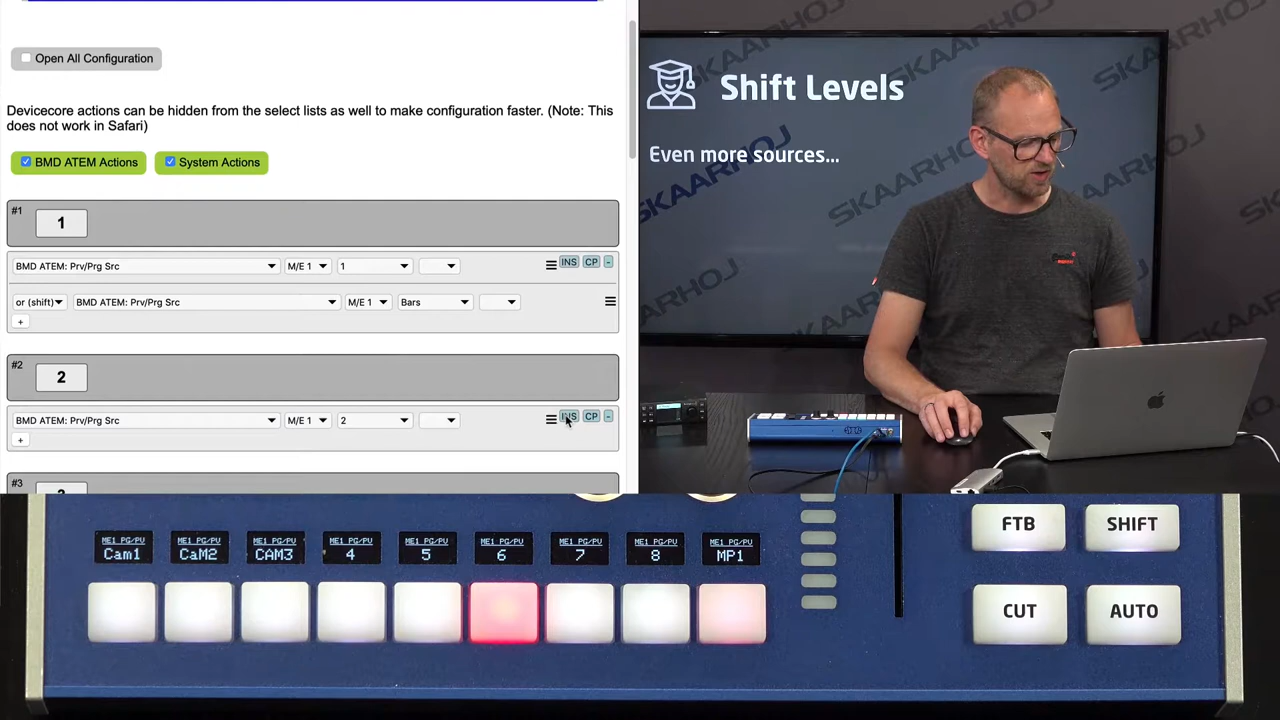 Open All Configuration
Devicecore actions can be hidden from the select lists as well to make configuration faster. (Note: This
does not work in Safari)
BMD ATEM Actions
System Actions
#1
1
BMD ATEM: Prv/Prg Src
M/E 1
1
INS
CP
-
or (shift)
BMD ATEM: Prv/Prg Src
M/E 1
Bars
+
#2
2
BMD ATEM: Prv/Prg Src
M/E 1
2
INS
CP
-
+
#3
SKAARHOJ
SKAARHOJ
SKAARHOJ
SKAARHOJ
Shift Levels
Even more sources...
ME1 PG/PV
Cam1
ME1 PG/PV
CaM2
ME1 PG/PV
CAM3
ME1 PG/PV
4
ME1 PG/PV
5
ME1 PG/PV
6
ME1 PG/PV
7
ME1 PG/PV
8
ME1 PG/PV
MP1
FTB
SHIFT
CUT
AUTO